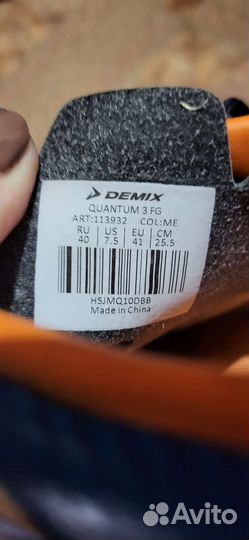 DEMIX
QUANTUM 3 FG
ART:113932 COL:ME
RU US EU CM
40 7.5 41 25.5
HSJMQ10DBB
Made in China
Avito